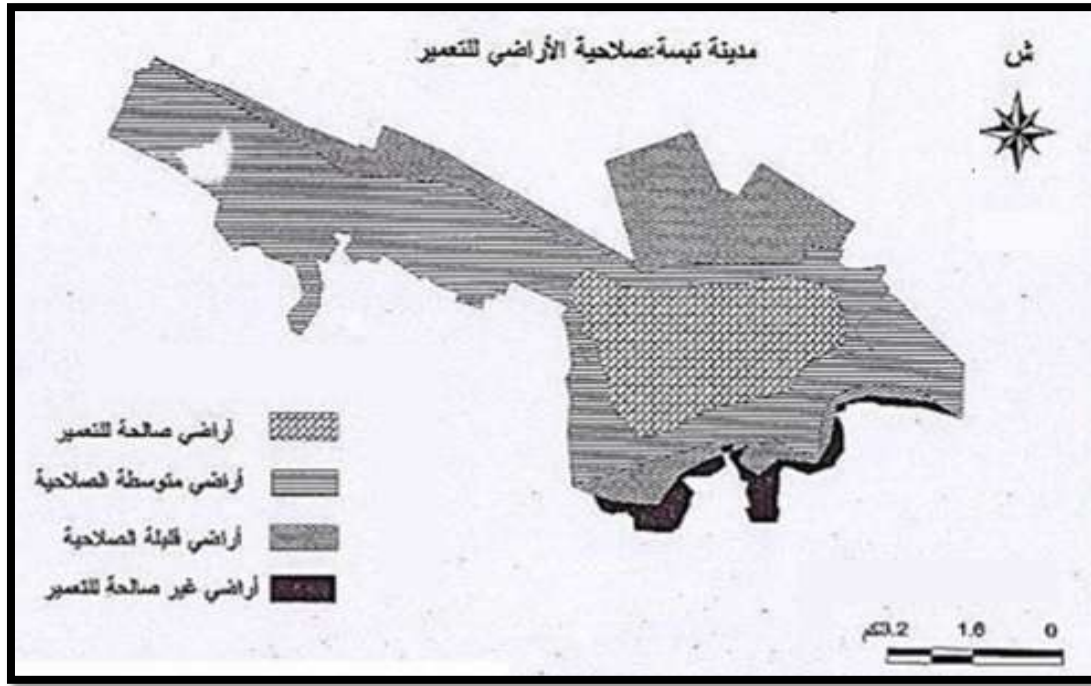 مدينة تبسة:صلاحية الأراضي للتعمير
ش
أراضي صالحة للتعمير
أراضي متوسطة الصلاحية
أراضي قليلة الصلاحية
أراضي غير صالحة للتعمير
0 1.6 3.2كم